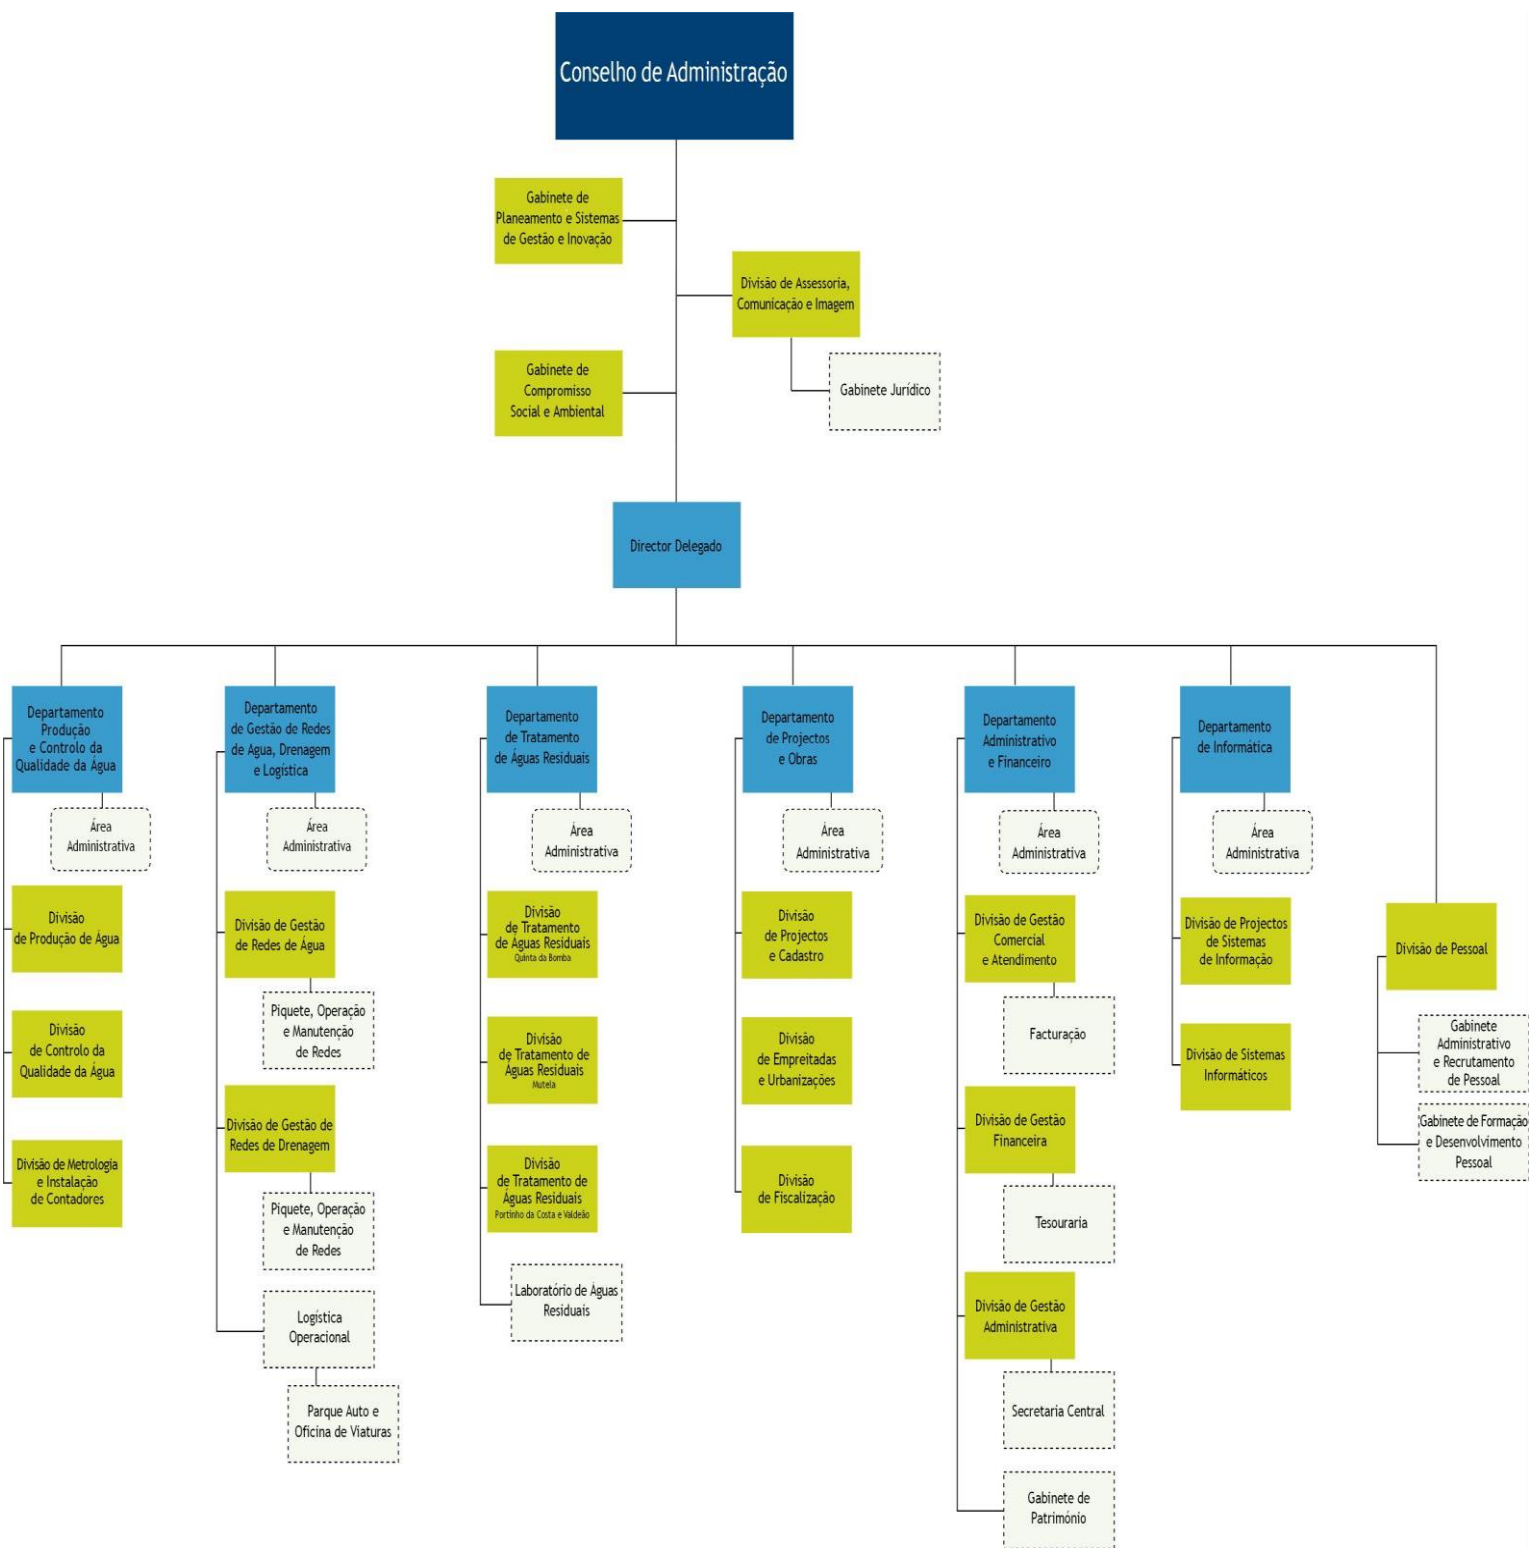 Conselho de Administração
Gabinete de
Planeamento e Sistemas
de Gestão e Inovação
Divisão de Assessoria,
Comunicação e Imagem
Gabinete de
Compromisso
Social e Ambiental
Gabinete Jurídico
Director Delegado
Departamento
Produção
e Controlo da
Qualidade da Água
Área
Administrativa
Divisão
de Produção de Água
Divisão
de Controlo da
Qualidade da Água
Divisão de Metrologia
e Instalação
de Contadores
Departamento
de Gestão de Redes
de Agua, Drenagem
e Logística
Área
Administrativa
Divisão de Gestão
de Redes de Água
Piquete, Operação
e Manutenção
de Redes
Divisão de Gestão de
Redes de Drenagem
Piquete, Operação
e Manutenção
de Redes
Logística
Operacional
Parque Auto e
Oficina de Viaturas
Departamento
de Tratamento
de Águas Residuais
Área
Administrativa
Divisão
de Tratamento
de Águas Residuais
Quinta da Bomba
Divisão
de Tratamento de
Águas Residuais
Mutela
Divisão
de Tratamento de
Águas Residuais
Portinho da Costa e Valdeão
Laboratório de Águas
Residuais
Departamento
de Projectos
e Obras
Área
Administrativa
Divisão
de Projectos
e Cadastro
Divisão
de Empreitadas
e Urbanizações
Divisão
de Fiscalização
Departamento
Administrativo
e Financeiro
Área
Administrativa
Divisão de Gestão
Comercial
e Atendimento
Facturação
Divisão de Gestão
Financeira
Tesouraria
Divisão de Gestão
Administrativa
Secretaria Central
Gabinete de
Património
Departamento
de Informática
Área
Administrativa
Divisão de Projectos
de Sistemas
de Informação
Divisão de Sistemas
Informáticos
Divisão de Pessoal
Gabinete
Administrativo
e Recrutamento
de Pessoal
Gabinete de Formação
e Desenvolvimento
Pessoal